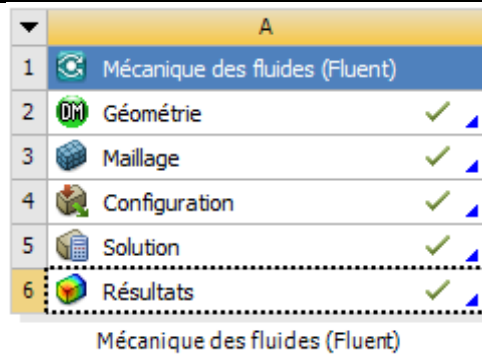 A
1 Mécanique des fluides (Fluent)
2 DM Géométrie
3 Maillage
4 Configuration
5 Solution
6 Résultats
Mécanique des fluides (Fluent)